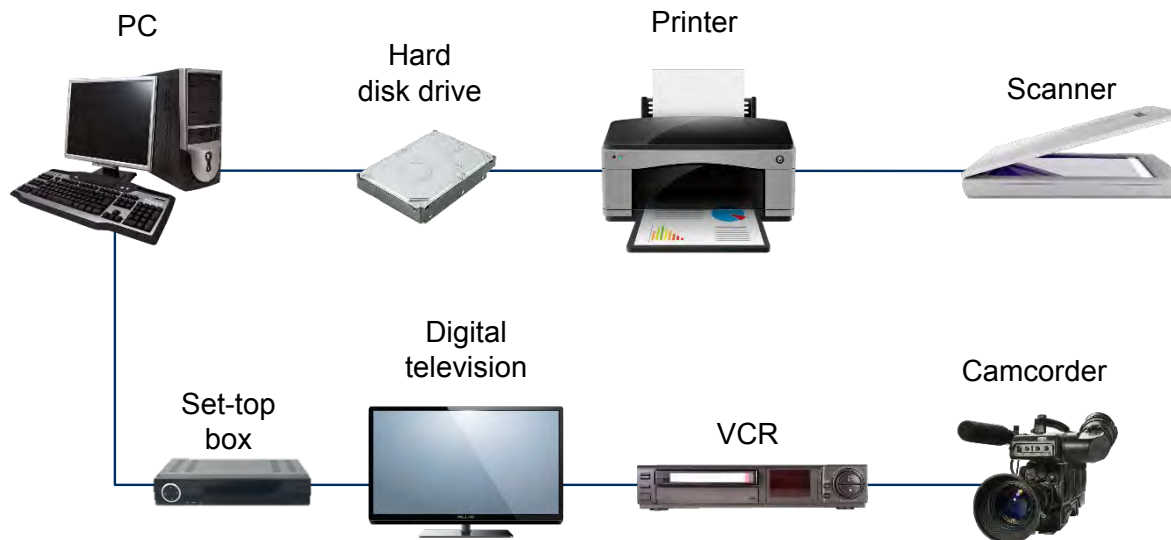 PC
Hard
disk drive
Printer
Scanner
Set-top
box
Digital
television
VCR
Camcorder